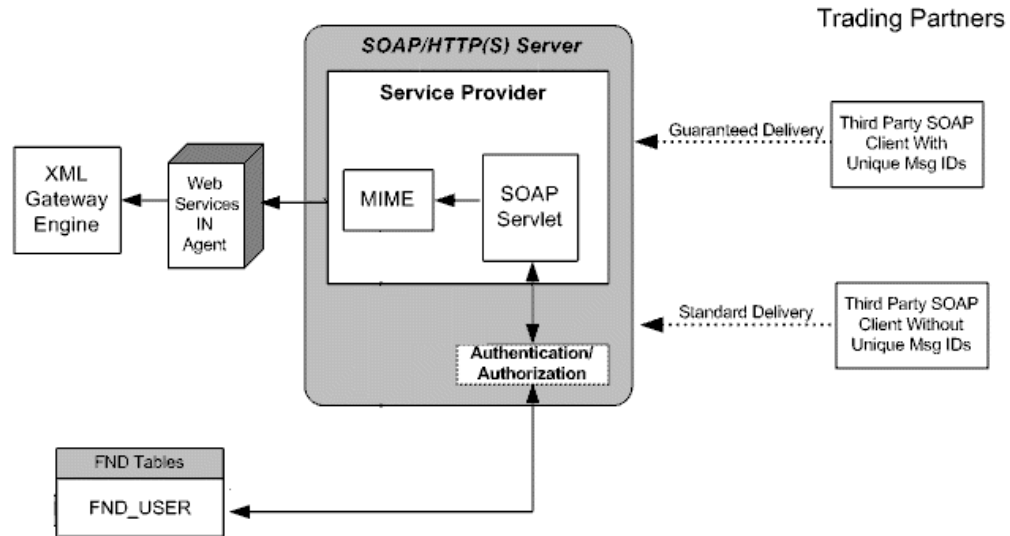 Trading Partners
SOAP/HTTP(S) Server
Service Provider
Guaranteed Delivery
Third Party SOAP
Client With
Unique Msg IDs
XML
Gateway
Engine
Web
Services
IN
Agent
MIME
SOAP
Servlet
Standard Delivery
Third Party SOAP
Client Without
Unique Msg IDs
Authentication/
Authorization
FND Tables
FND_USER